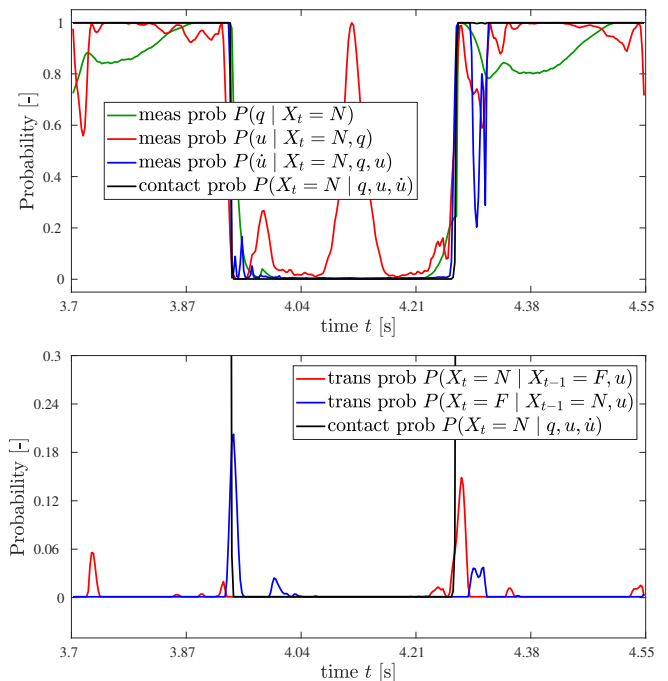 1
0.8
0.6
0.4
0.2
0
Probability [-]
meas prob P(q | X_t = N)
meas prob P(u | X_t = N, q)
meas prob P(u̇ | X_t = N, q, u)
contact prob P(X_t = N | q, u, u̇)
3.7 3.87 4.04 4.21 4.38 4.55
time t [s]
0.3
0.24
0.18
0.12
0.06
0
Probability [-]
trans prob P(X_t = N | X_{t−1} = F, u)
trans prob P(X_t = F | X_{t−1} = N, u)
contact prob P(X_t = N | q, u, u̇)
3.7 3.87 4.04 4.21 4.38 4.55
time t [s]